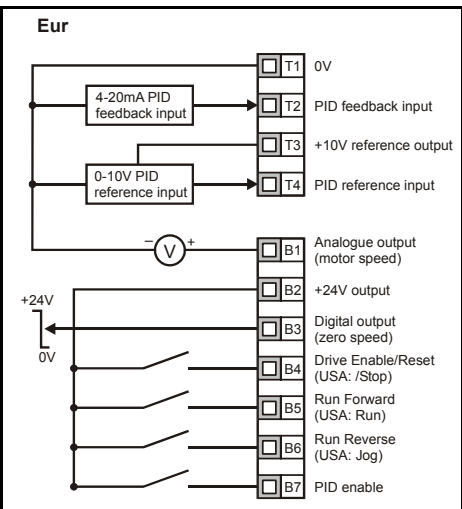 Eur
T1 0V
4-20mA PID
feedback input
T2 PID feedback input
T3 +10V reference output
0-10V PID
reference input
T4 PID reference input
− V +
B1 Analogue output
(motor speed)
B2 +24V output
+24V
0V
B3 Digital output
(zero speed)
B4 Drive Enable/Reset
(USA: /Stop)
B5 Run Forward
(USA: Run)
B6 Run Reverse
(USA: Jog)
B7 PID enable